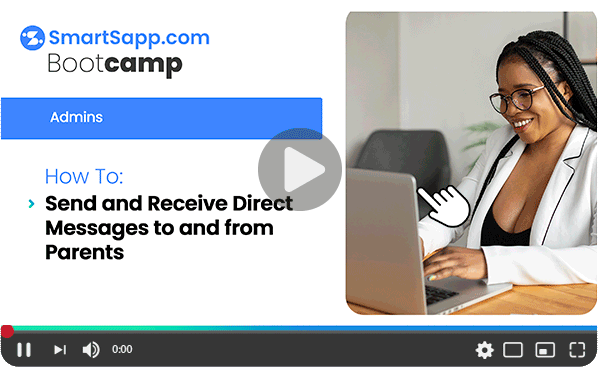 SmartSapp.com
Bootcamp
Admins
How To:
Send and Receive Direct
Messages to and from
Parents
0:00